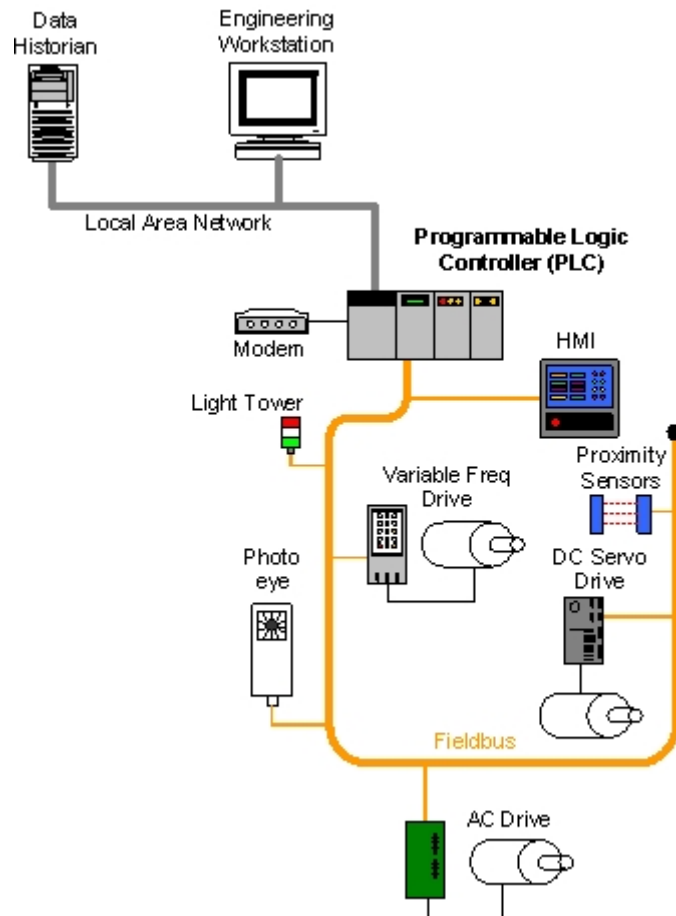 Data
Historian
Engineering
Workstation
Local Area Network
Programmable Logic
Controller (PLC)
Modem
HMI
Light Tower
Proximity
Sensors
Variable Freq
Drive
Photo
eye
DC Servo
Drive
Fieldbus
AC Drive